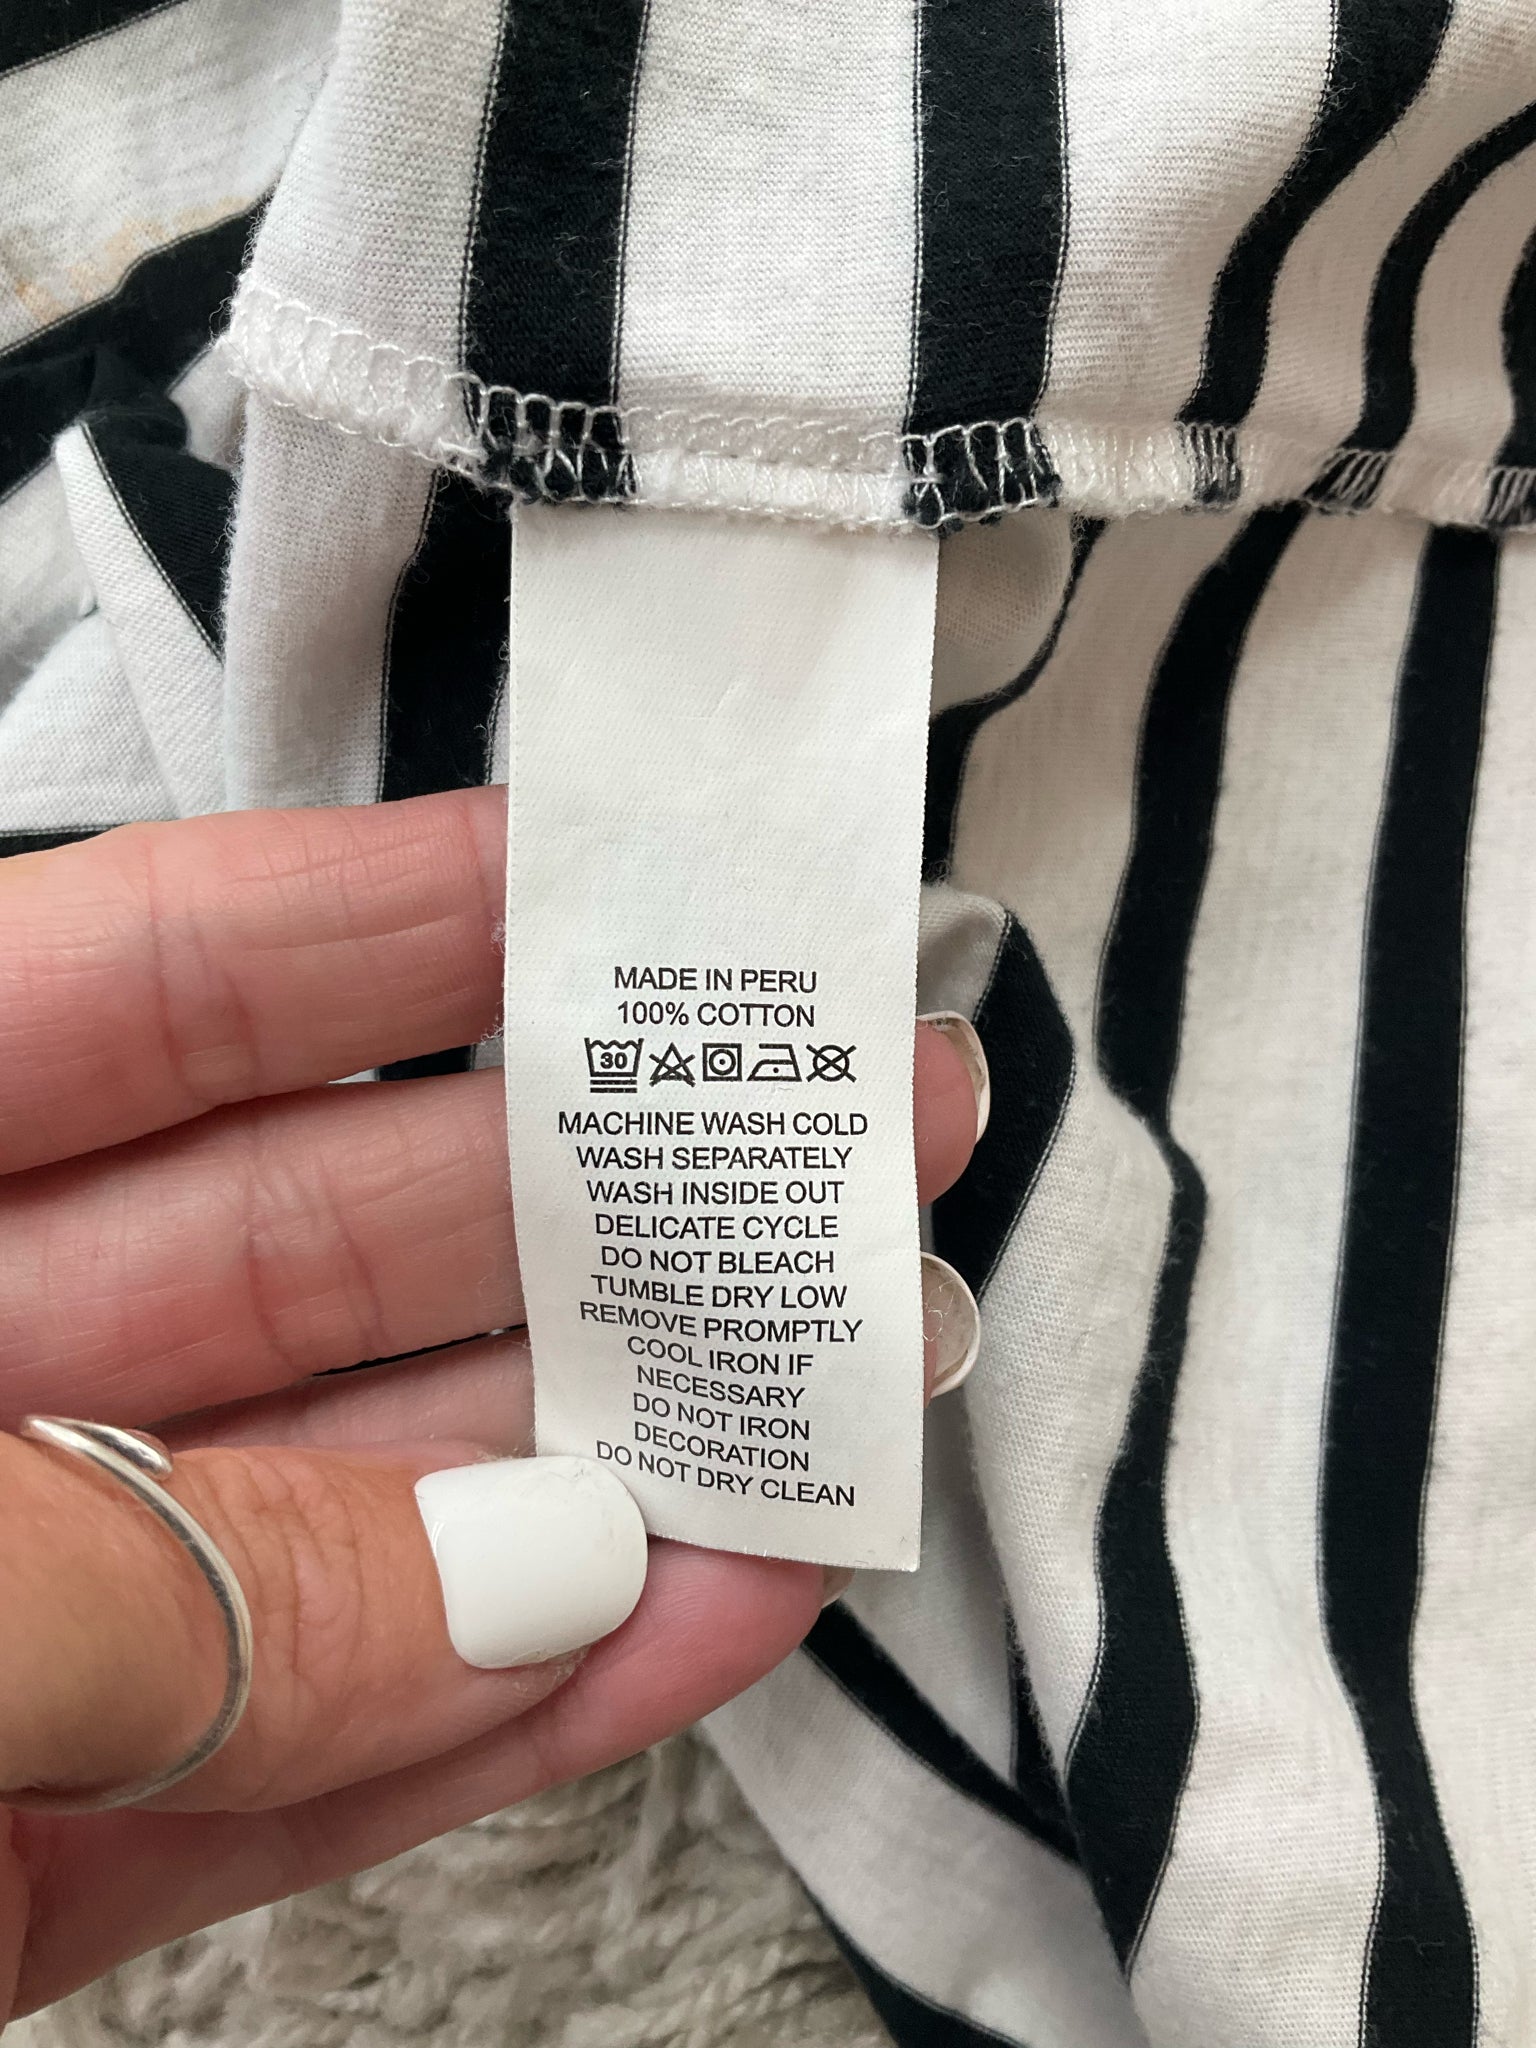 MADE IN PERU
100% COTTON
30
MACHINE WASH COLD
WASH SEPARATELY
WASH INSIDE OUT
DELICATE CYCLE
DO NOT BLEACH
TUMBLE DRY LOW
REMOVE PROMPTLY
COOL IRON IF
NECESSARY
DO NOT IRON
DECORATION
DO NOT DRY CLEAN